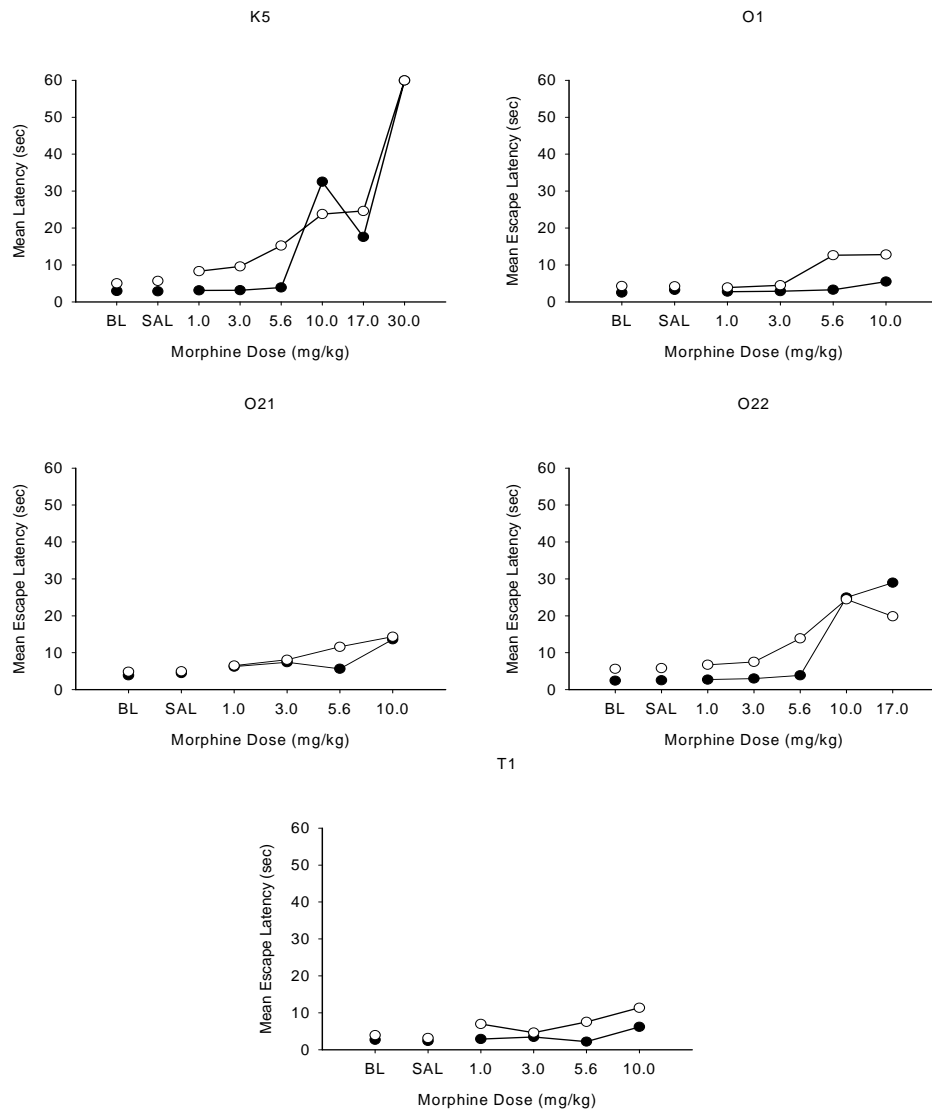 K5
Mean Latency (sec)
60
50
40
30
20
10
0
BL SAL 1.0 3.0 5.6 10.0 17.0 30.0
Morphine Dose (mg/kg)
O1
Mean Escape Latency (sec)
60
50
40
30
20
10
0
BL SAL 1.0 3.0 5.6 10.0
Morphine Dose (mg/kg)
O21
Mean Escape Latency (sec)
60
50
40
30
20
10
0
BL SAL 1.0 3.0 5.6 10.0
Morphine Dose (mg/kg)
O22
Mean Escape Latency (sec)
60
50
40
30
20
10
0
BL SAL 1.0 3.0 5.6 10.0 17.0
Morphine Dose (mg/kg)
T1
Mean Escape Latency (sec)
60
50
40
30
20
10
0
BL SAL 1.0 3.0 5.6 10.0
Morphine Dose (mg/kg)